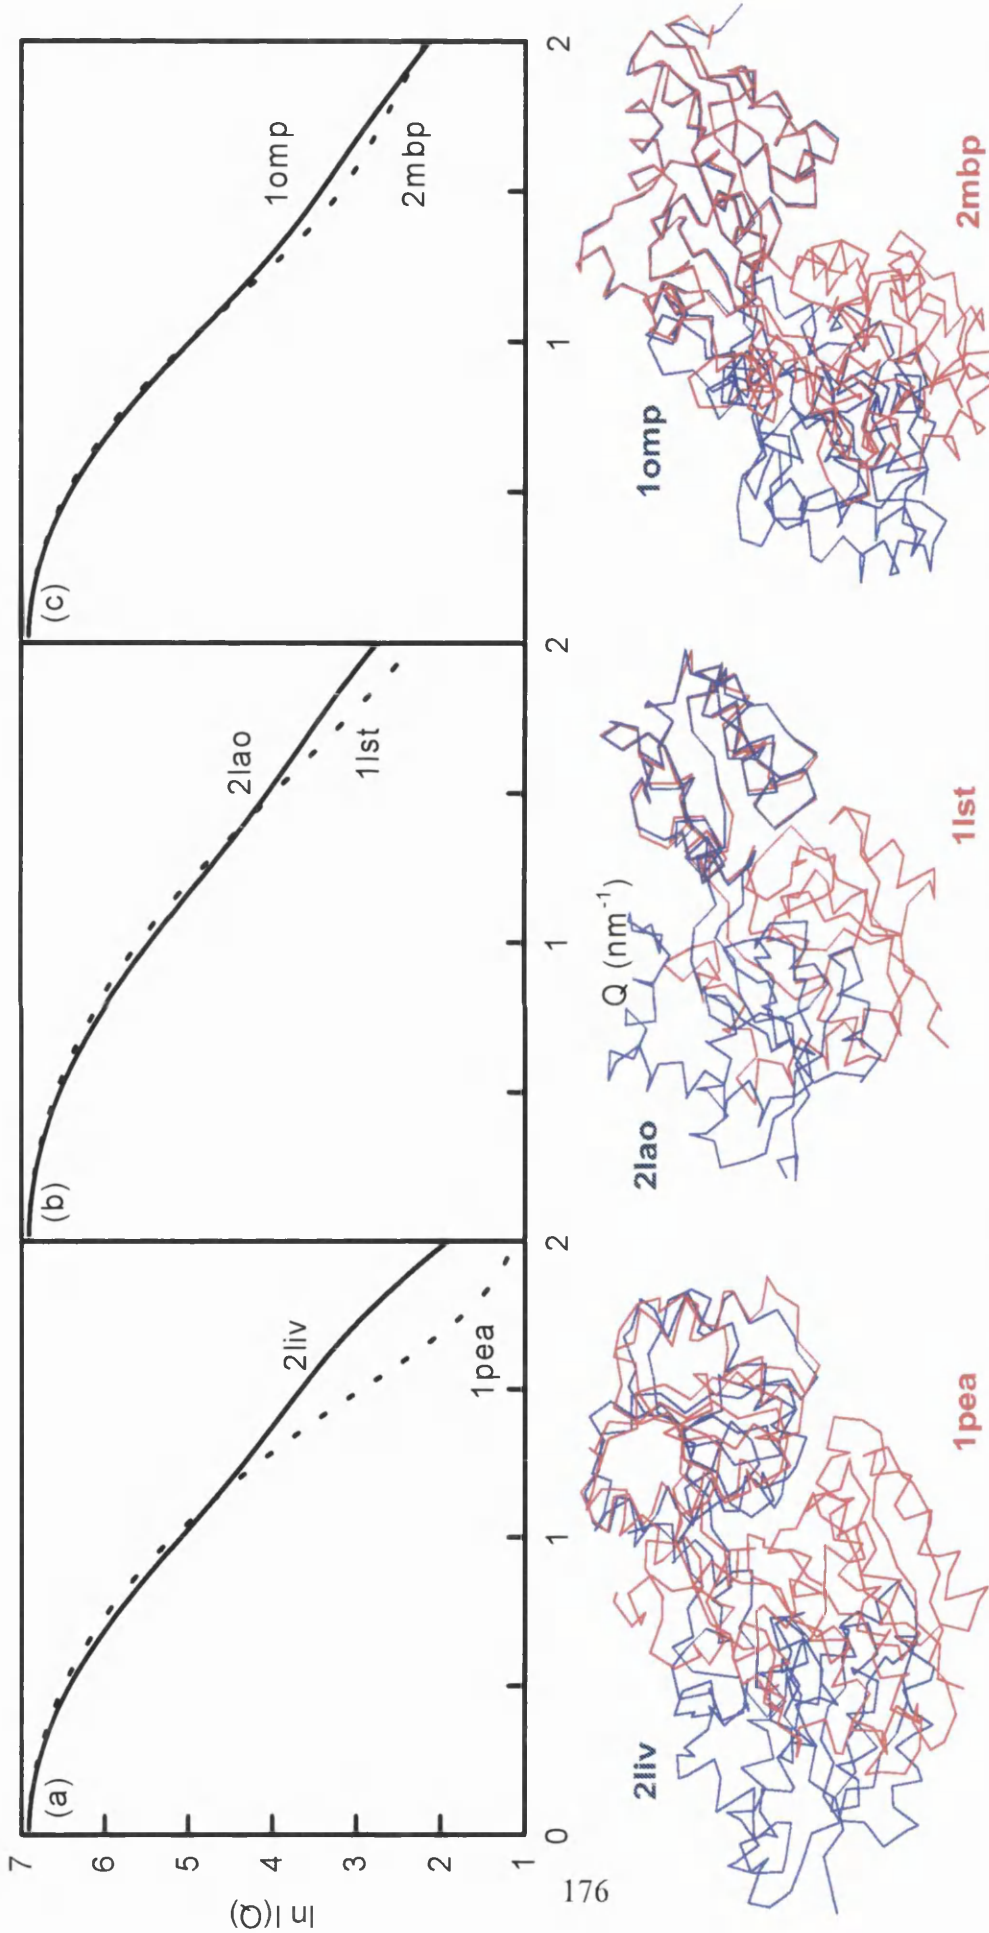 (a)
(b)
(c)
2liv
1pea
2lao
1lst
1omp
2mbp
7
6
5
4
3
2
1
ln I(Q)
0
1
2
1
2
1
2
Q (nm⁻¹)
2liv
1pea
2lao
1lst
1omp
2mbp
176